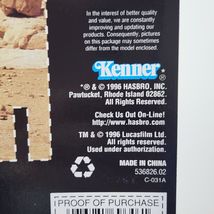 In the interest of better quality
and value, we are constantly
improving and updating our
products. Consequently, pictures
on this package may sometimes
differ from the model enclosed.
Kenner®
*® & © 1996 HASBRO, INC.
Pawtucket, Rhode Island 02862.
All Rights Reserved.
Check Us Out On-Line!
http://www.hasbro.com
TM & © 1996 Lucasfilm Ltd.
All Rights Reserved.
Used under authorization.
MADE IN CHINA
536826.02
C-031A
PROOF OF PURCHASE